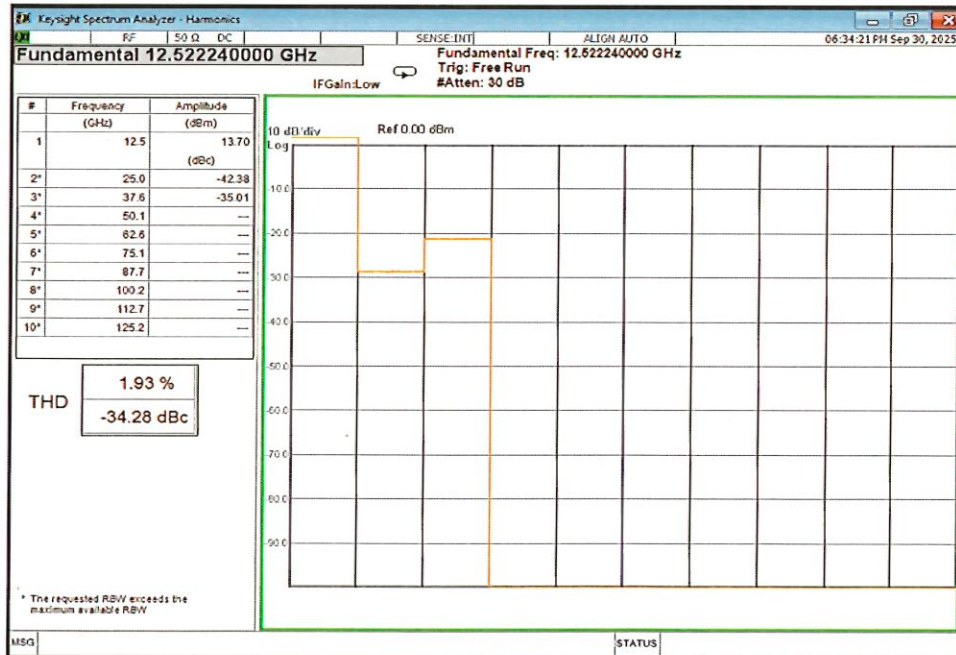 Keysight Spectrum Analyzer - Harmonics
RF 50 Ω DC SENSE:INT ALIGN AUTO 06:34:21 PM Sep 30, 2025
Fundamental 12.522240000 GHz
Fundamental Freq: 12.522240000 GHz
Trig: Free Run
IFGain:Low #Atten: 30 dB
# Frequency Amplitude
(GHz) (dBm)
1 12.5 13.70
(dBc)
2* 25.0 -42.38
3* 37.6 -35.01
4* 50.1 ---
5* 62.6 ---
6* 75.1 ---
7* 87.7 ---
8* 100.2 ---
9* 112.7 ---
10* 125.2 ---
THD
1.93 %
-34.28 dBc
* The requested RBW exceeds the
maximum available RBW
10 dB/div Ref 0.00 dBm
Log
-10.0
-20.0
-30.0
-40.0
-50.0
-60.0
-70.0
-80.0
-90.0
MSG STATUS